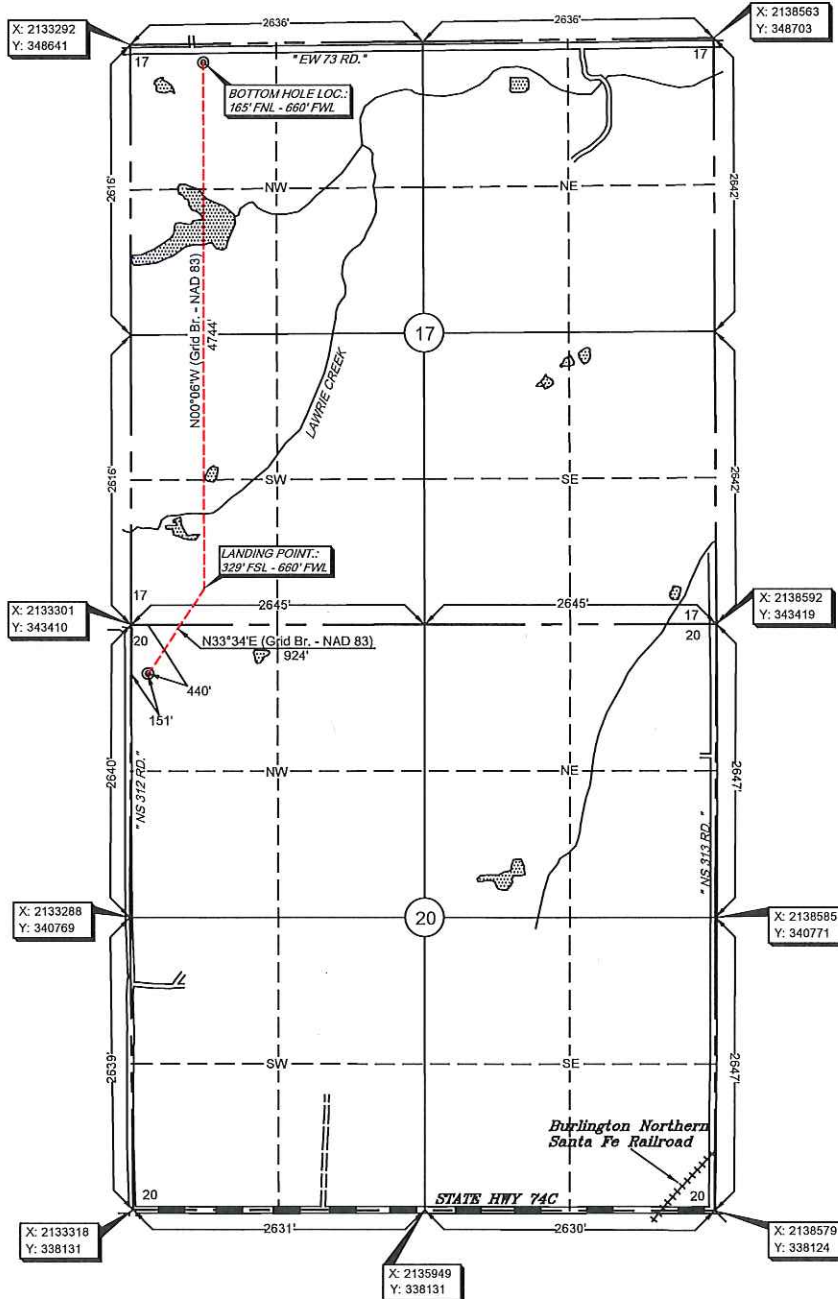 2636'
2636'
X: 2133292
Y: 348641
X: 2138563
Y: 348703
17
"EW 73 RD."
17
BOTTOM HOLE LOC.:
165' FNL - 660' FWL
NW
NE
2616'
2642'
N00°06'W (Grid Br. - NAD 83)
4744'
17
LAWRIE CREEK
2616'
SW
SE
2642'
LANDING POINT.:
329' FSL - 660' FWL
17
2645'
2645'
17
X: 2133301
Y: 343410
X: 2138592
Y: 343419
20
N33°34'E (Grid Br. - NAD 83)
924'
20
440'
151'
"NS 312 RD."
2640'
NW
NE
2647'
"NS 313 RD."
X: 2133288
Y: 340769
20
X: 2138585
Y: 340771
2639'
SW
SE
2647'
Burlington Northern
Santa Fe Railroad
20
STATE HWY 74C
20
2631'
2630'
X: 2133318
Y: 338131
X: 2138579
Y: 338124
X: 2135949
Y: 338131